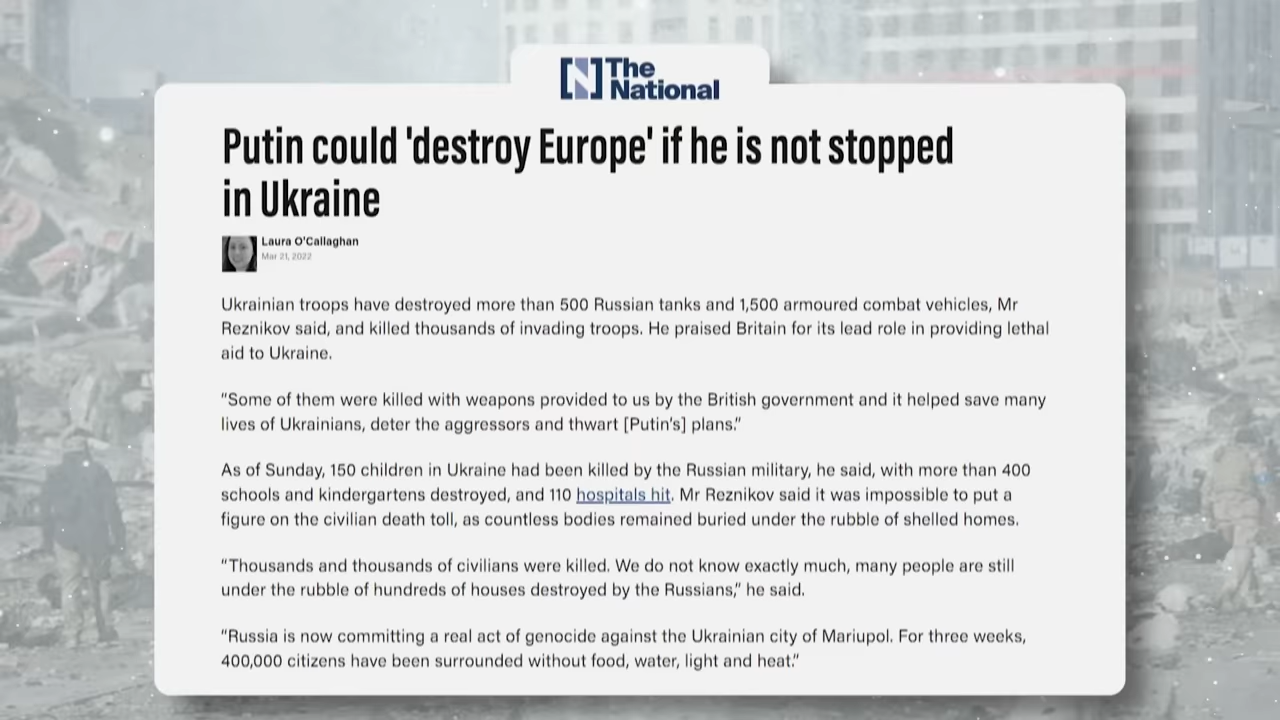 The
National
Putin could 'destroy Europe' if he is not stopped
in Ukraine
Laura O'Callaghan
Mar 21, 2022
Ukrainian troops have destroyed more than 500 Russian tanks and 1,500 armoured combat vehicles, Mr
Reznikov said, and killed thousands of invading troops. He praised Britain for its lead role in providing lethal
aid to Ukraine.
“Some of them were killed with weapons provided to us by the British government and it helped save many
lives of Ukrainians, deter the aggressors and thwart [Putin’s] plans.”
As of Sunday, 150 children in Ukraine had been killed by the Russian military, he said, with more than 400
schools and kindergartens destroyed, and 110 hospitals hit. Mr Reznikov said it was impossible to put a
figure on the civilian death toll, as countless bodies remained buried under the rubble of shelled homes.
“Thousands and thousands of civilians were killed. We do not know exactly much, many people are still
under the rubble of hundreds of houses destroyed by the Russians,” he said.
“Russia is now committing a real act of genocide against the Ukrainian city of Mariupol. For three weeks,
400,000 citizens have been surrounded without food, water, light and heat.”